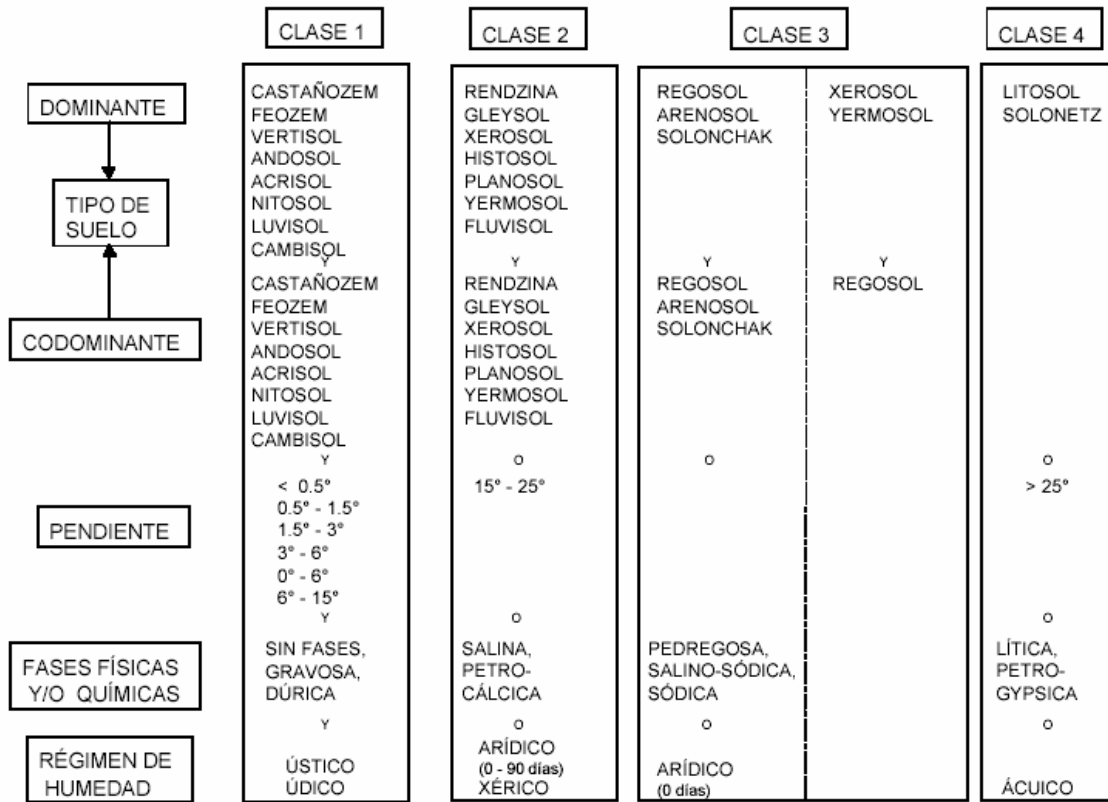 CLASE 1
CLASE 2
CLASE 3
CLASE 4
DOMINANTE
TIPO DE
SUELO
CODOMINANTE
PENDIENTE
FASES FÍSICAS
Y/O QUÍMICAS
RÉGIMEN DE
HUMEDAD
CASTAÑOZEM
FEOZEM
VERTISOL
ANDOSOL
ACRISOL
NITOSOL
LUVISOL
CAMBISOL
Y
CASTAÑOZEM
FEOZEM
VERTISOL
ANDOSOL
ACRISOL
NITOSOL
LUVISOL
CAMBISOL
Y
< 0.5°
0.5° - 1.5°
1.5° - 3°
3° - 6°
0° - 6°
6° - 15°
Y
SIN FASES,
GRAVOSA,
DÚRICA
Y
ÚSTICO
ÚDICO
RENDZINA
GLEYSOL
XEROSOL
HISTOSOL
PLANOSOL
YERMOSOL
FLUVISOL
Y
RENDZINA
GLEYSOL
XEROSOL
HISTOSOL
PLANOSOL
YERMOSOL
FLUVISOL
O
15° - 25°
O
SALINA,
PETRO-
CÁLCICA
O
ARÍDICO
(0 - 90 días)
XÉRICO
REGOSOL
ARENOSOL
SOLONCHAK
Y
REGOSOL
ARENOSOL
SOLONCHAK
O
PEDREGOSA,
SALINO-SÓDICA,
SÓDICA
O
ARÍDICO
(0 días)
XEROSOL
YERMOSOL
Y
REGOSOL
LITOSOL
SOLONETZ
O
> 25°
O
LÍTICA,
PETRO-
GYPSICA
O
ÁCUICO